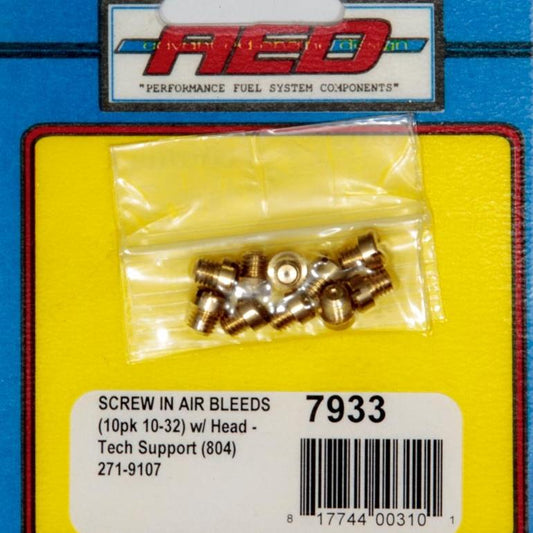 AED
advanced engine design
"PERFORMANCE FUEL SYSTEM COMPONENTS"
SCREW IN AIR BLEEDS
(10pk 10-32) w/ Head -
Tech Support (804)
271-9107
7933
8 17744 00310 1